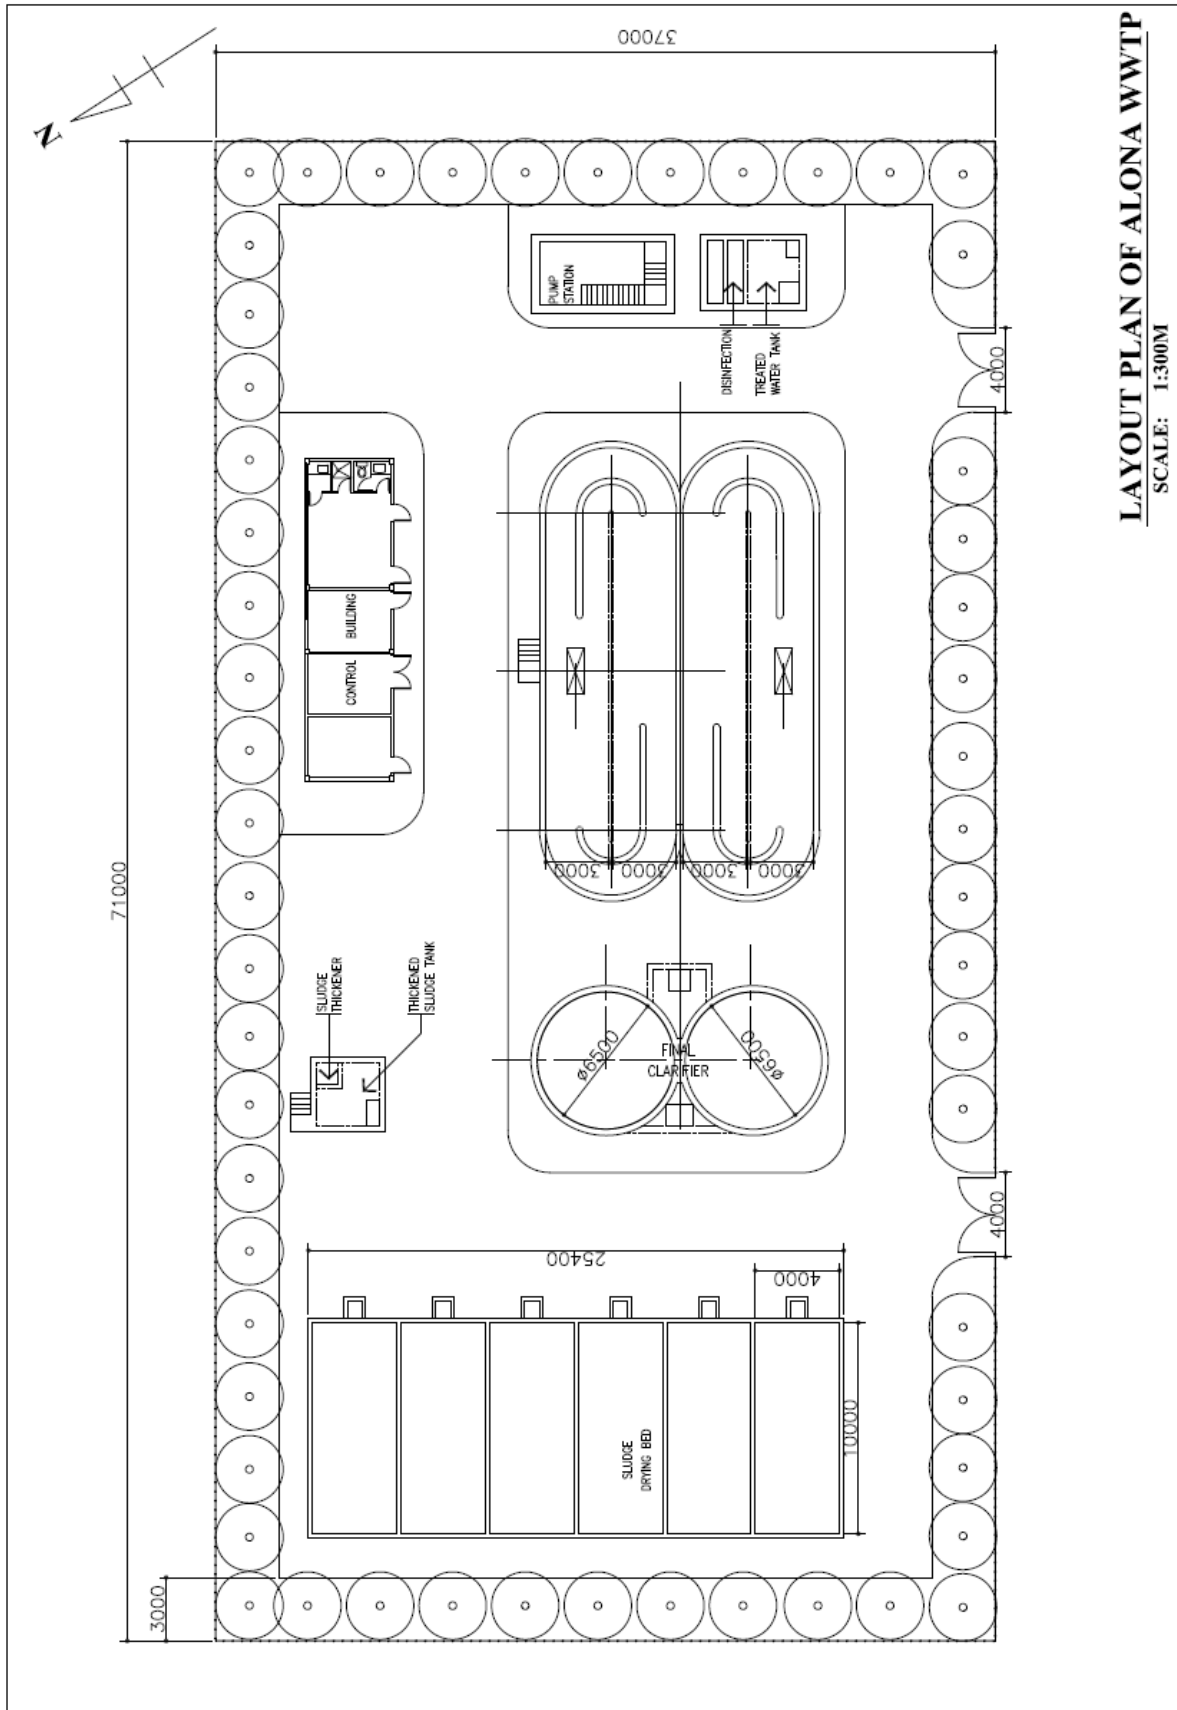 LAYOUT PLAN OF ALONA WWTP
SCALE: 1:300M
N
37000
71000
3000
PUMP
STATION
DISINFECTION
TREATED
WATER TANK
4000
CONTROL BUILDING
3000 3000 3000 3000
SLUDGE
THICKENER
THICKENED
SLUDGE TANK
ø6500
ø6500
FINAL
CLARIFIER
4000
25400
4000
10000
SLUDGE
DRYING BED